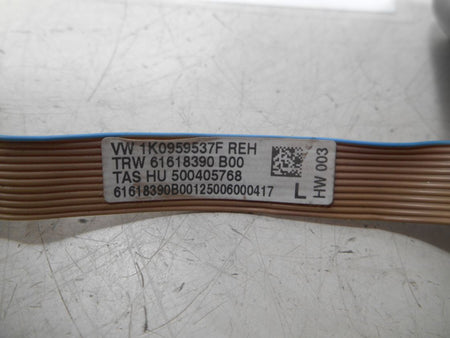 VW 1K0959537F REH
TRW 61618390 B00
TAS HU 500405768
61618390B00125006000417
L
HW 003